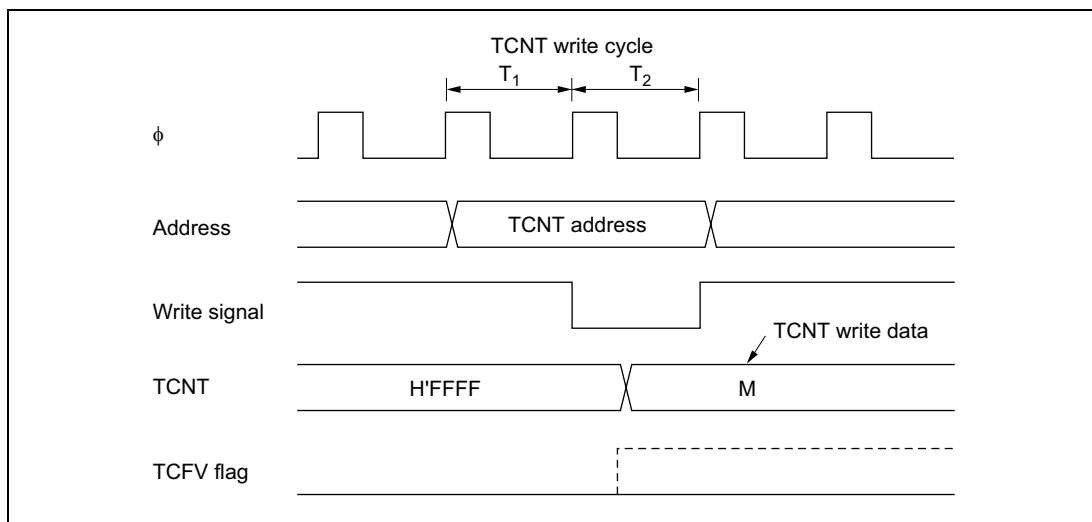 TCNT write cycle
T1 T2
ϕ
Address TCNT address
Write signal
TCNT write data
TCNT H'FFFF M
TCFV flag